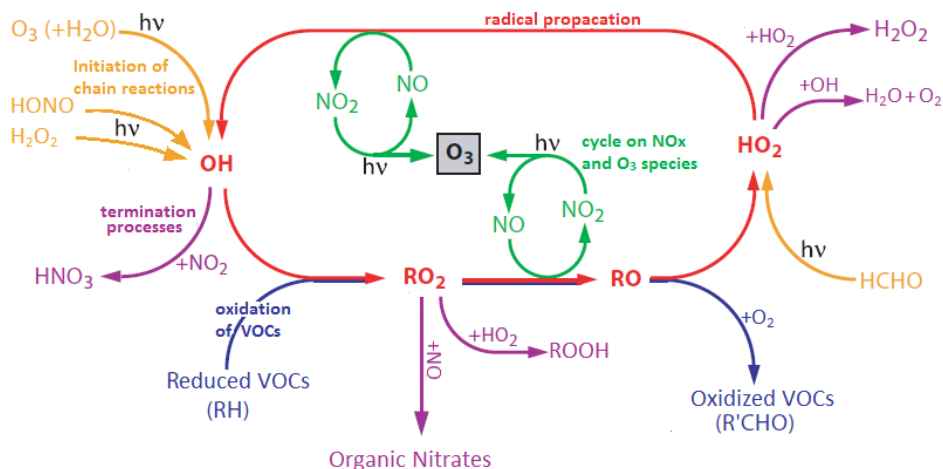 O₃ (+H₂O)
hν
radical propacation
Initiation of
chain reactions
HONO
H₂O₂
hν
OH
NO₂
NO
hν
O₃
hν
cycle on NOx
and O₃ species
NO
NO₂
+HO₂
H₂O₂
+OH
H₂O + O₂
HO₂
termination
processes
+NO₂
HNO₃
oxidation
of VOCs
RO₂
RO
hν
HCHO
+HO₂
ROOH
+NO
+O₂
Reduced VOCs
(RH)
Oxidized VOCs
(R'CHO)
Organic Nitrates